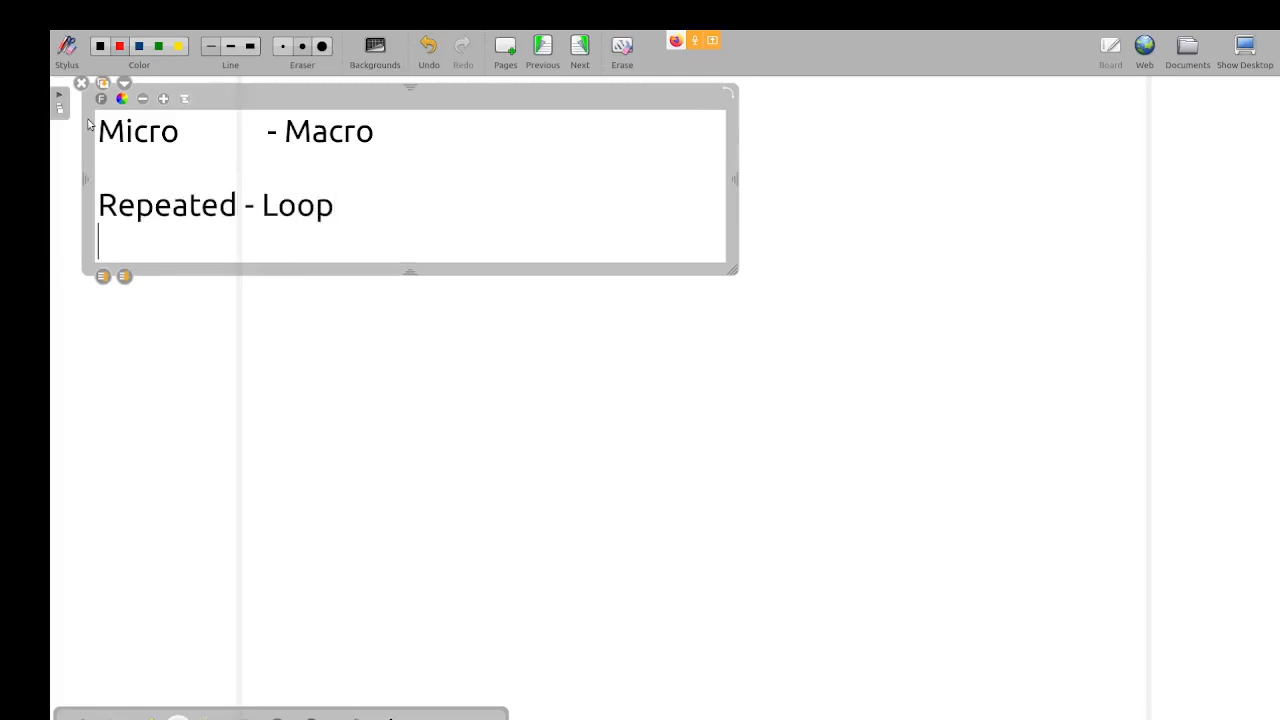 Stylus Color Line Eraser Backgrounds Undo Redo Pages Previous Next Erase Board Web Documents Show Desktop
F
Micro - Macro
Repeated - Loop